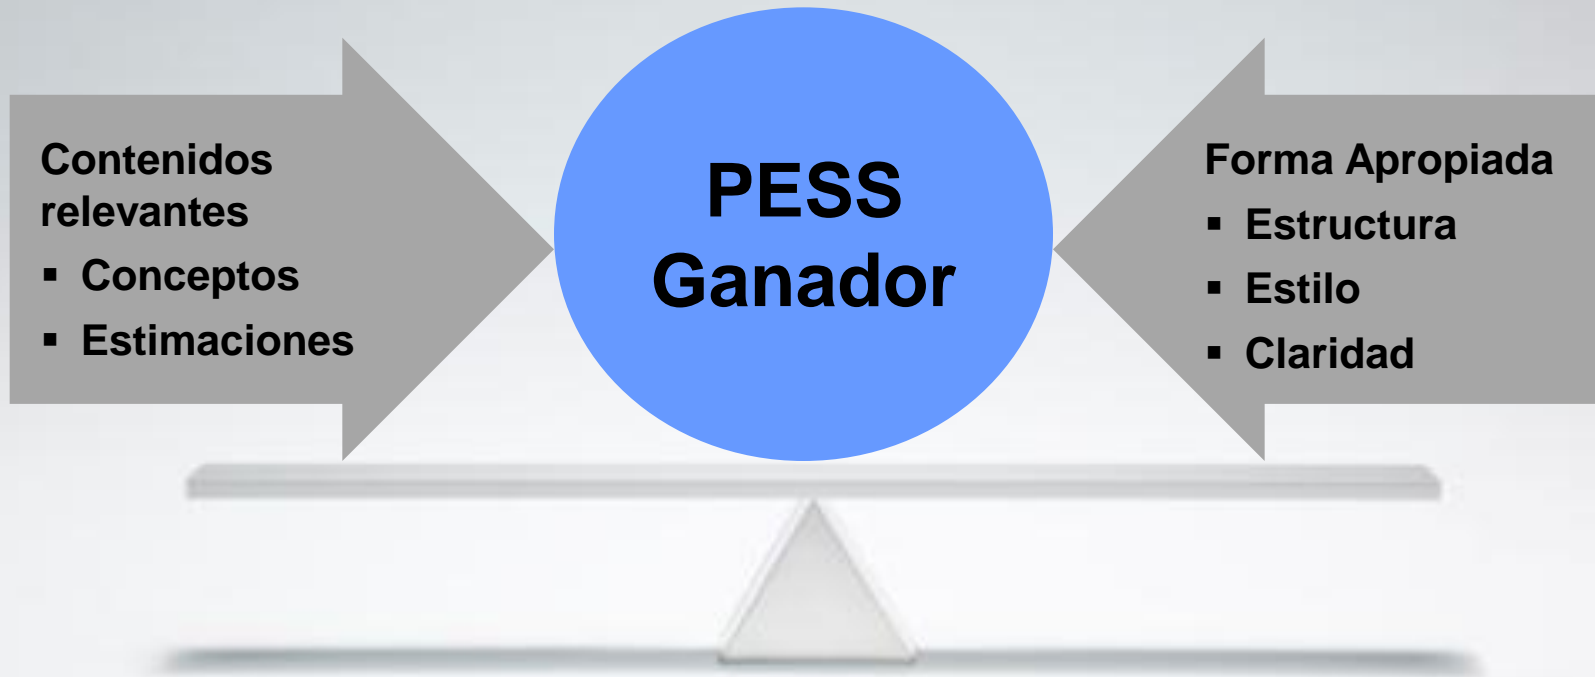 Contenidos
relevantes
▪ Conceptos
▪ Estimaciones
PESS
Ganador
Forma Apropiada
▪ Estructura
▪ Estilo
▪ Claridad